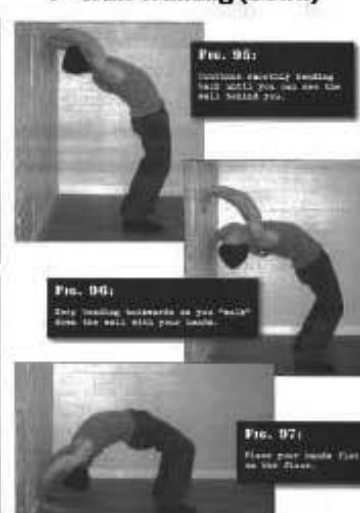 FIG. 95:
Continue smoothly bending
back until you can see the
wall behind you.
FIG. 96:
Keep bending backwards as you "walk"
down the wall with your hands.
FIG. 97:
Place your hands flat
on the floor.